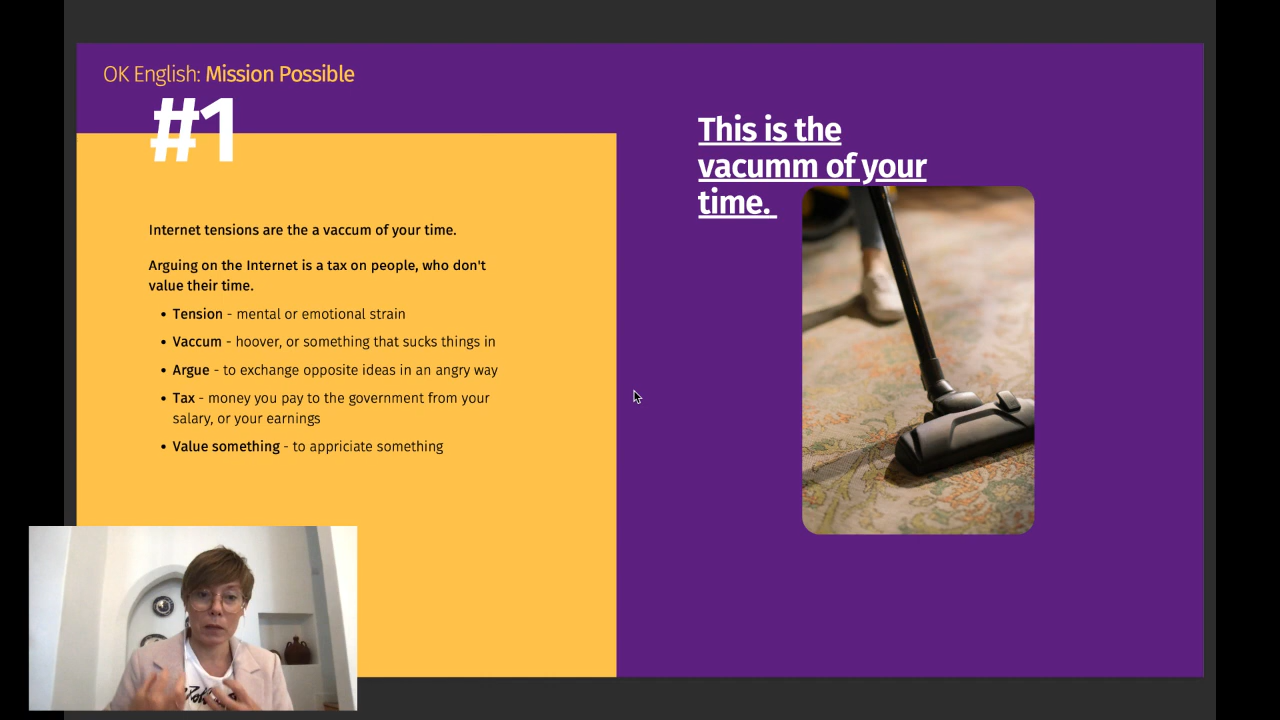 OK English: Mission Possible
#1
This is the
vacumm of your
time.
Internet tensions are the a vaccum of your time.
Arguing on the Internet is a tax on people, who don't
value their time.
• Tension - mental or emotional strain
• Vaccum - hoover, or something that sucks things in
• Argue - to exchange opposite ideas in an angry way
• Tax - money you pay to the government from your
salary, or your earnings
• Value something - to appriciate something